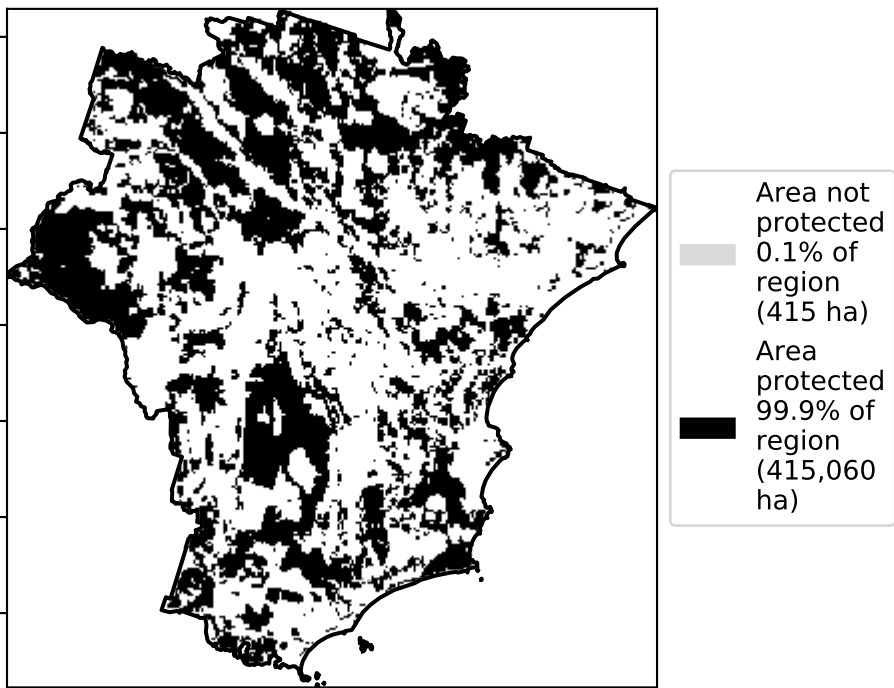 Area not
protected
0.1% of
region
(415 ha)
Area
protected
99.9% of
region
(415,060
ha)